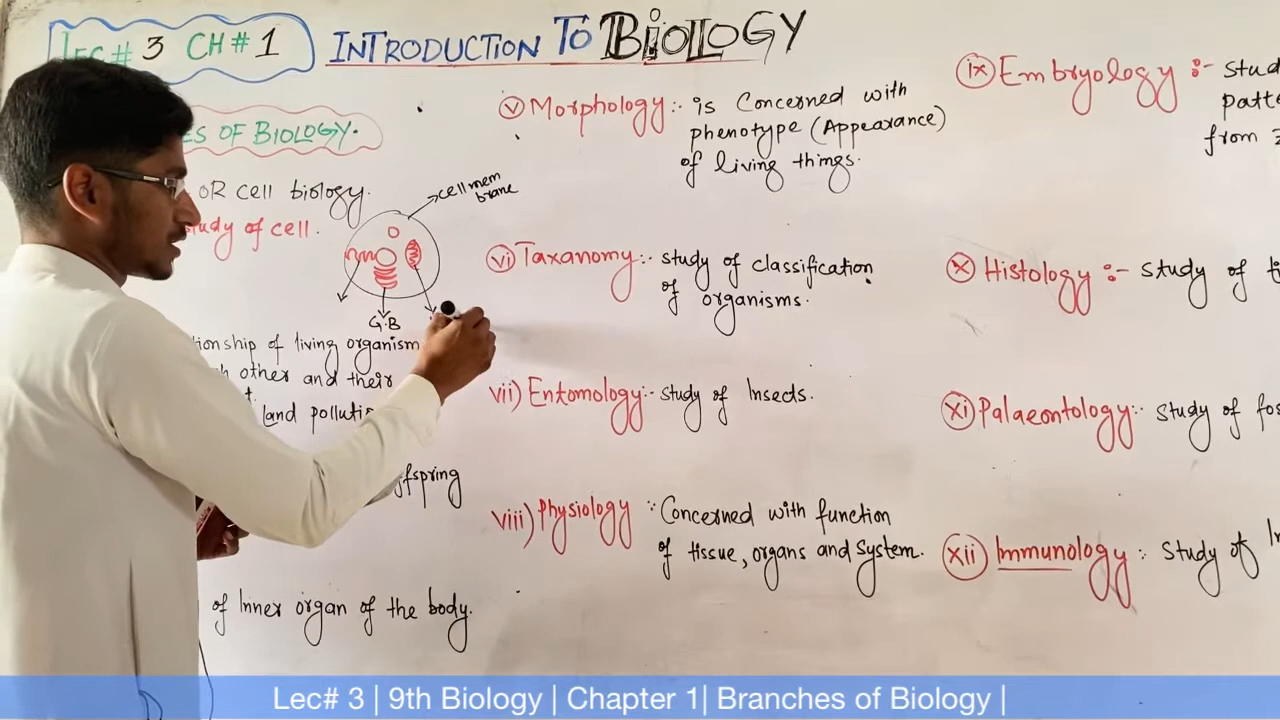 LEC# 3 CH # 1
INTRODUCTION TO BIOLOGY
ES OF BIOLOGY.
OR cell biology.
study of cell.
cell mem
brane
G.B
ionship of living organism
other and their
land polluti
ffspring
of Inner organ of the body.
v Morphology :- is Concerned with
phenotype (Appearance)
of living things.
vi Taxanomy :- study of classification
of organisms.
vii) Entomology :- study of Insects.
viii) Physiology :- Concerned with function
of tissue, organs and system.
ix Embryology :- stud
patte
from
x Histology :- study of
xi Palaeontology :- study of fos
xii Immunology : study of In
Lec# 3 | 9th Biology | Chapter 1| Branches of Biology |